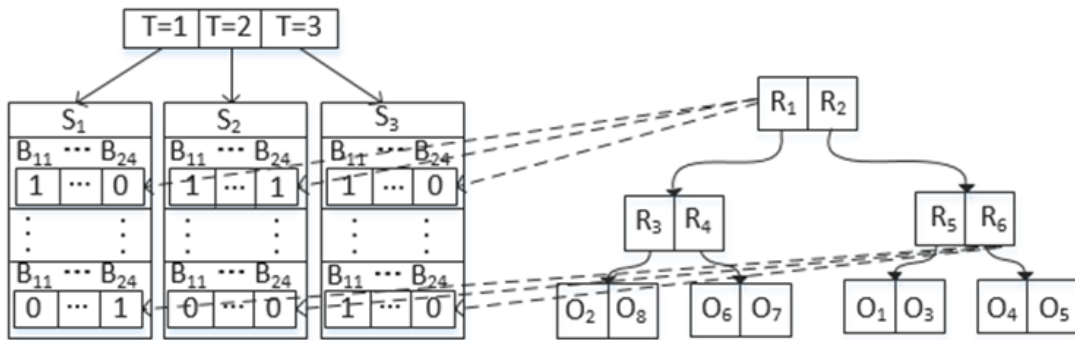 T=1 T=2 T=3
S₁ S₂ S₃
R₁ R₂
B₁₁ ··· B₂₄ B₁₁ ··· B₂₄ B₁₁ ··· B₂₄
1 ··· 0 1 ··· 1 1 ··· 0
R₃ R₄ R₅ R₆
B₁₁ ··· B₂₄ B₁₁ ··· B₂₄ B₁₁ ··· B₂₄
0 ··· 1 0 ··· 0 1 ··· 0
O₂ O₈ O₆ O₇ O₁ O₃ O₄ O₅